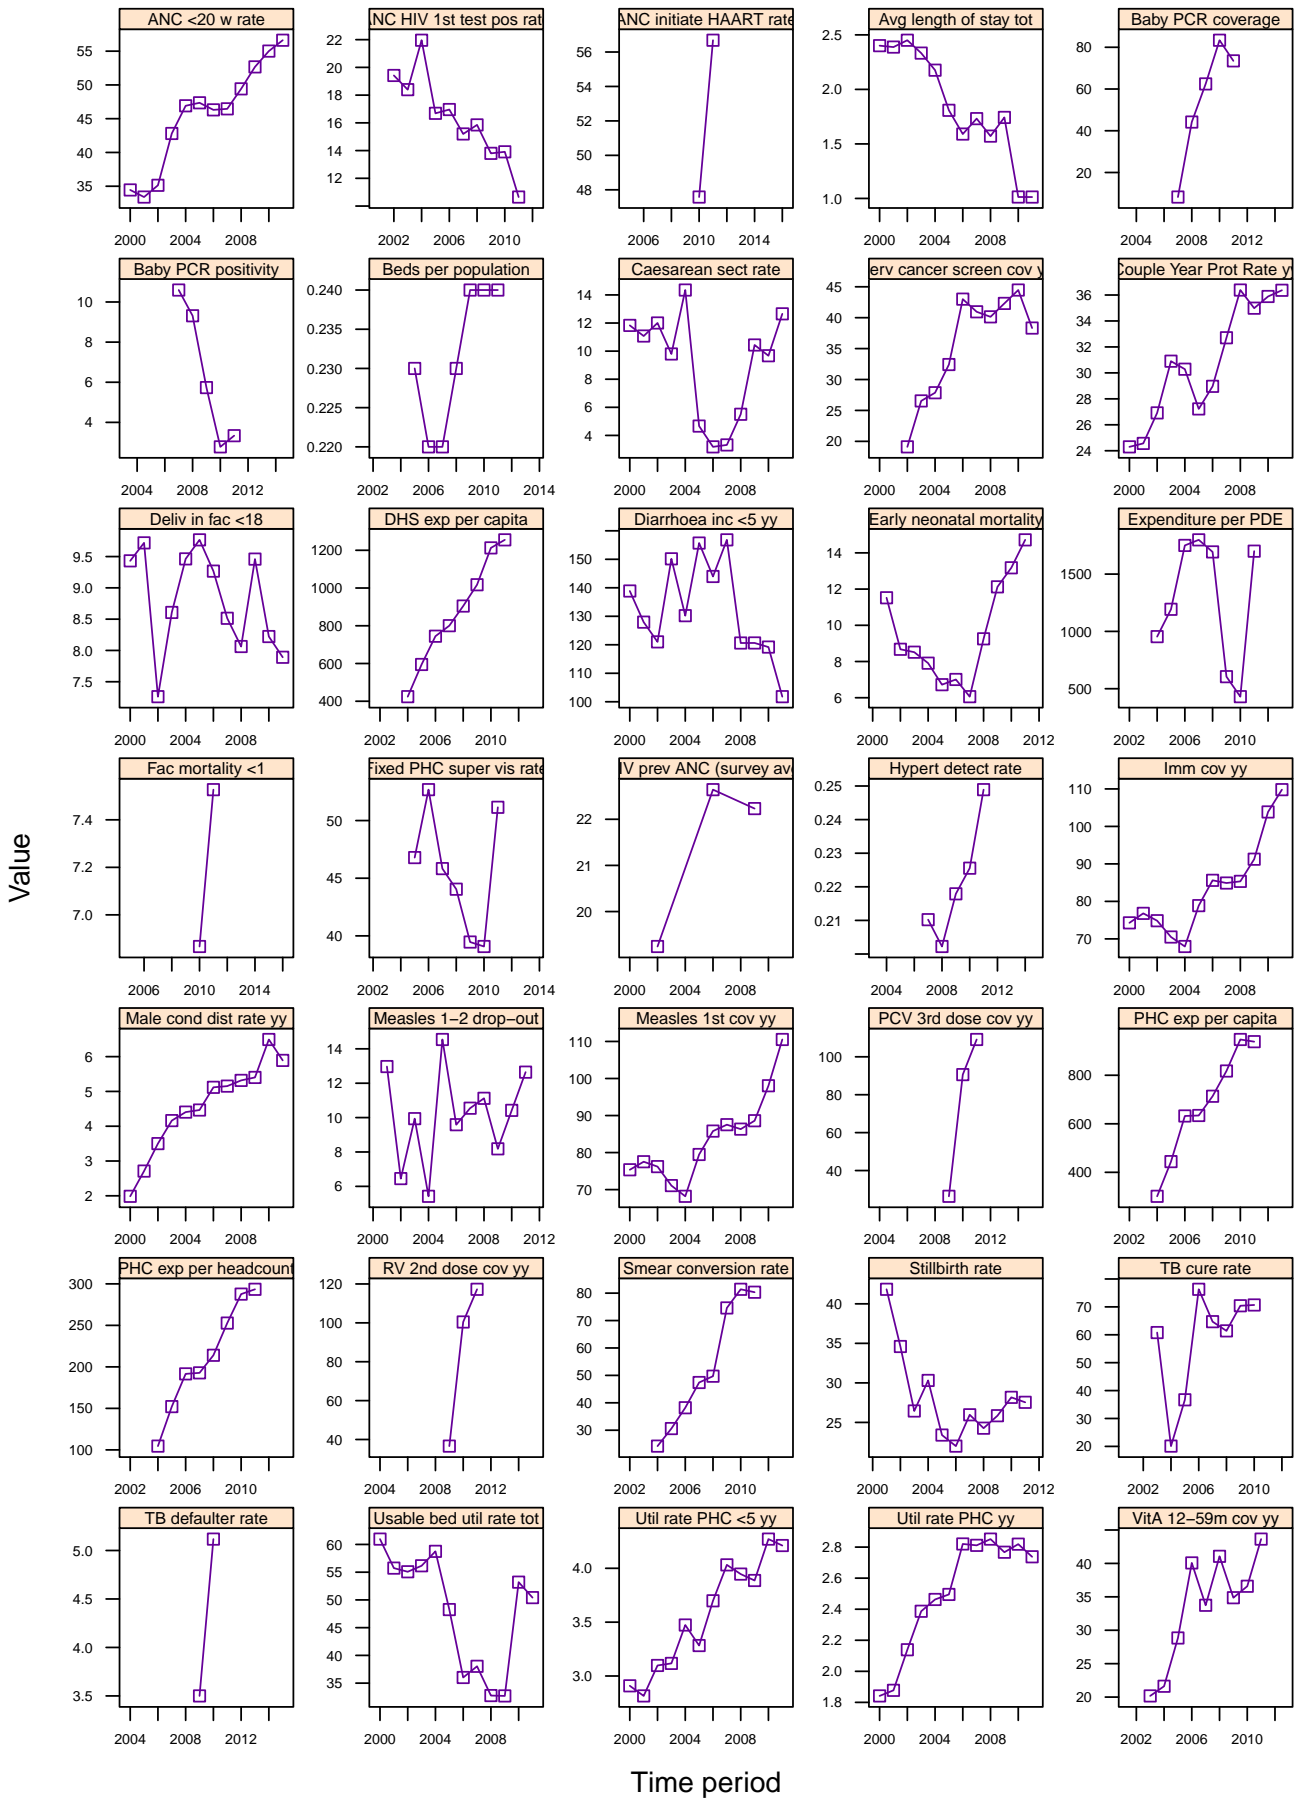 ANC <20 w rate
NC HIV 1st test pos rat
ANC initiate HAART rate
Avg length of stay tot
Baby PCR coverage
55
50
45
40
35
22
20
18
16
14
12
56
54
52
50
48
2.5
2.0
1.5
1.0
80
60
40
20
2000 2004 2008
2002 2006 2010
2006 2010 2014
2000 2004 2008
2004 2008 2012
Baby PCR positivity
Beds per population
Caesarean sect rate
erv cancer screen cov y
Couple Year Prot Rate y
10
8
6
4
0.240
0.235
0.230
0.225
0.220
14
12
10
8
6
4
45
40
35
30
25
20
36
34
32
30
28
26
24
2004 2008 2012
2002 2006 2010 2014
2000 2004 2008
2000 2004 2008
2000 2004 2008
Deliv in fac <18
DHS exp per capita
Diarrhoea inc <5 yy
Early neonatal mortality
Expenditure per PDE
9.5
9.0
8.5
8.0
7.5
1200
1000
800
600
400
150
140
130
120
110
100
14
12
10
8
6
1500
1000
500
2000 2004 2008
2002 2006 2010
2000 2004 2008
2000 2004 2008 2012
2002 2006 2010
Fac mortality <1
Fixed PHC super vis rate
IV prev ANC (survey ave
Hypert detect rate
Imm cov yy
7.4
7.2
7.0
50
45
40
22
21
20
0.25
0.24
0.23
0.22
0.21
110
100
90
80
70
2006 2010 2014
2002 2006 2010 2014
2000 2004 2008
2004 2008 2012
2000 2004 2008
Male cond dist rate yy
Measles 1−2 drop−out
Measles 1st cov yy
PCV 3rd dose cov yy
PHC exp per capita
6
5
4
3
2
14
12
10
8
6
110
100
90
80
70
100
80
60
40
800
600
400
2000 2004 2008
2000 2004 2008 2012
2000 2004 2008
2004 2008 2012
2002 2006 2010
PHC exp per headcount
RV 2nd dose cov yy
Smear conversion rate
Stillbirth rate
TB cure rate
300
250
200
150
100
120
100
80
60
40
80
70
60
50
40
30
40
35
30
25
70
60
50
40
30
20
2002 2006 2010
2004 2008 2012
2002 2006 2010
2000 2004 2008 2012
2002 2006 2010
TB defaulter rate
Usable bed util rate tot
Util rate PHC <5 yy
Util rate PHC yy
VitA 12−59m cov yy
5.0
4.5
4.0
3.5
60
55
50
45
40
35
4.0
3.5
3.0
2.8
2.6
2.4
2.2
2.0
1.8
40
35
30
25
20
2004 2008 2012
2000 2004 2008
2000 2004 2008
2000 2004 2008
2002 2006 2010
Value
Time period